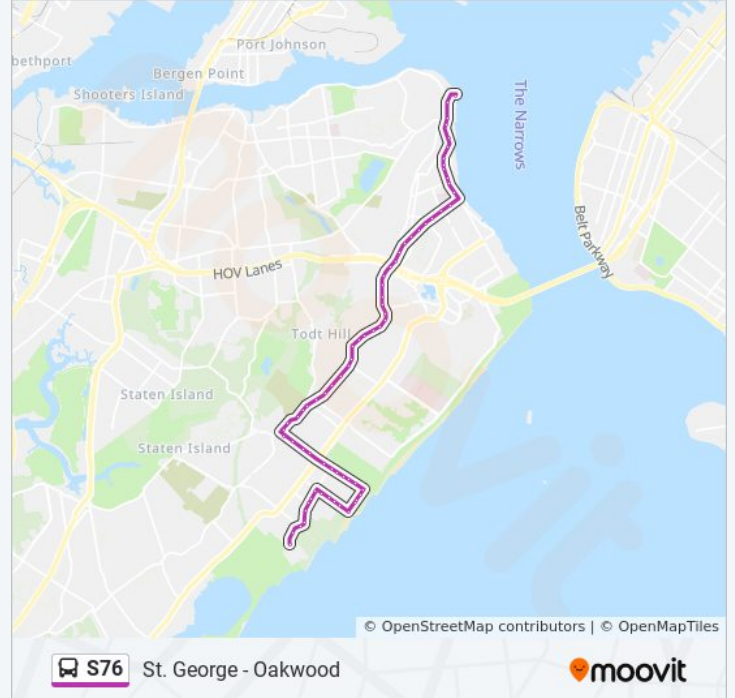 Port Johnson
bethport
Bergen Point
Shooters Island
The Narrows
Belt Parkway
HOV Lanes
Todt Hill
Staten Island
Staten Island
© OpenStreetMap contributors | © OpenMapTiles
S76 St. George - Oakwood
moovit